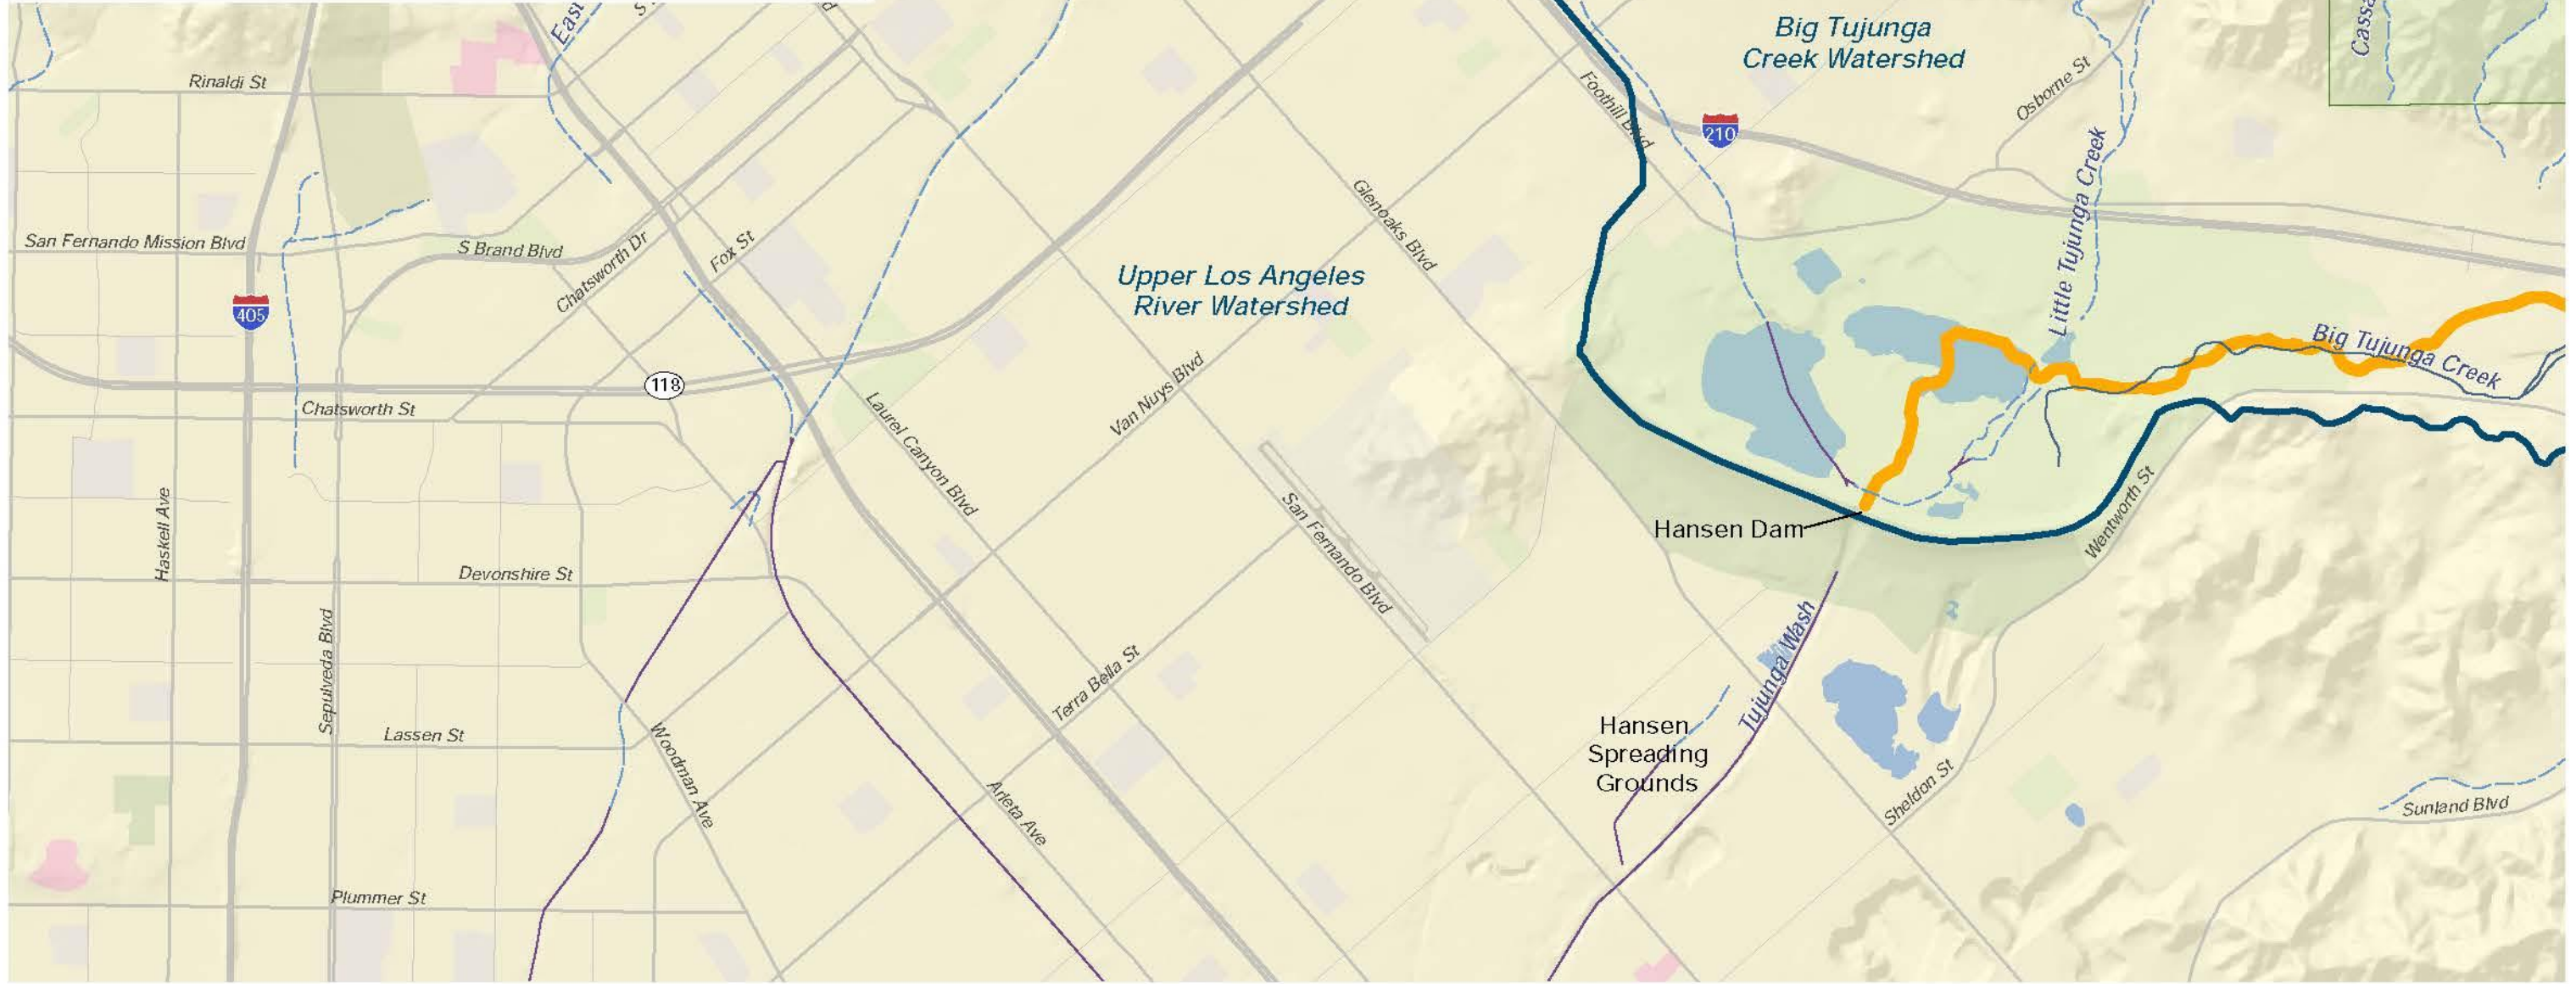 East
S
Big Tujunga
Creek Watershed
Cassa
Rinaldi St
Foothill Blvd
210
Osborne St
Little Tujunga Creek
San Fernando Mission Blvd
S Brand Blvd
Chatsworth Dr
Fox St
Glenoaks Blvd
Upper Los Angeles
River Watershed
405
118
Chatsworth St
Laurel Canyon Blvd
Van Nuys Blvd
Big Tujunga Creek
Haskell Ave
San Fernando Blvd
Hansen Dam
Wentworth St
Devonshire St
Sepulveda Blvd
Terra Bella St
Tujunga Wash
Lassen St
Woodman Ave
Hansen
Spreading
Grounds
Arleta Ave
Sheldon St
Sunland Blvd
Plummer St